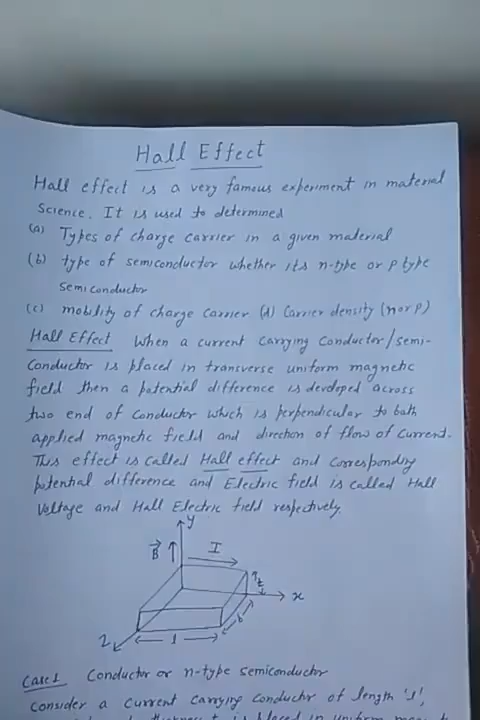 Hall Effect
Hall effect is a very famous experiment in material
Science. It is used to determined
(a) Types of charge carrier in a given material
(b) type of semiconductor whether its n-type or p type
semiconductor
(c) mobility of charge carrier (d) Carrier density (n or p)
Hall Effect When a current carrying conductor/semi-
conductor is placed in transverse uniform magnetic
field then a potential difference is devloped across
two end of conductor which is perpendicular to both
applied magnetic field and direction of flow of current.
This effect is called Hall effect and corresponding
potential difference and Electric field is called Hall
Voltage and Hall Electric field respectively.
y
B I
t
x
b
l
Z
Case 1 Conductor or n-type semiconductor
Consider a current carrying conductor of length 'l',
is placed in uniform